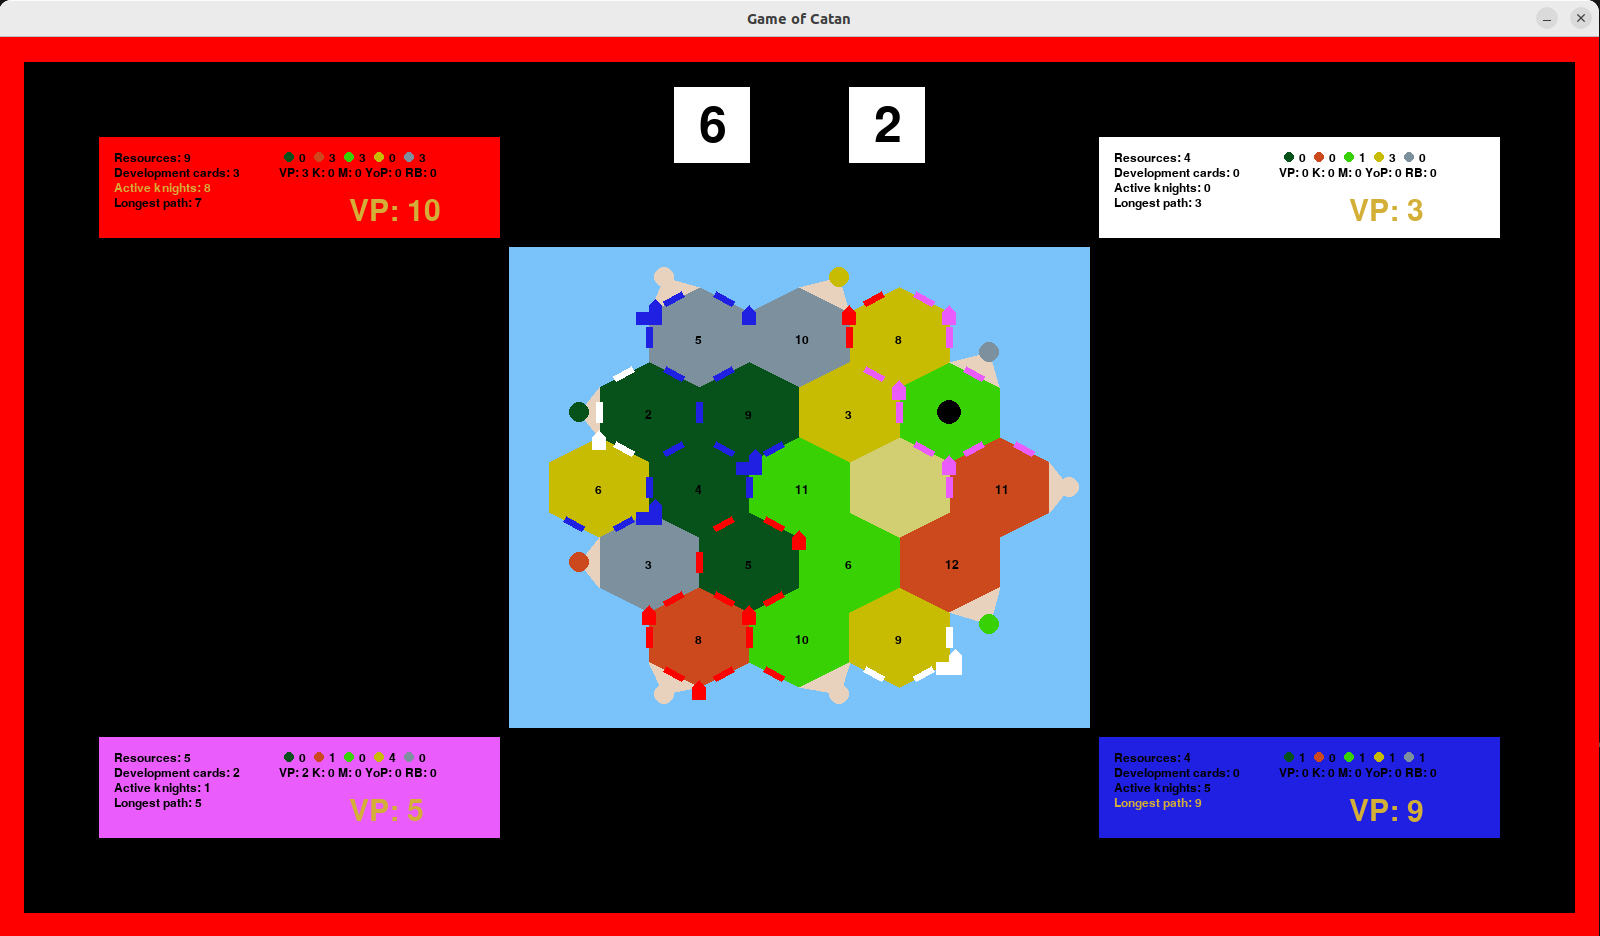 Game of Catan
6 2
Resources: 9 0 3 3 0 3
Development cards: 3 VP: 3 K: 0 M: 0 YoP: 0 RB: 0
Active knights: 8
Longest path: 7
VP: 10
Resources: 4 0 0 1 3 0
Development cards: 0 VP: 0 K: 0 M: 0 YoP: 0 RB: 0
Active knights: 0
Longest path: 3
VP: 3
5 10 8
2 9 3
6 4 11 11
3 5 6 12
8 10 9
Resources: 5 0 1 0 4 0
Development cards: 2 VP: 2 K: 0 M: 0 YoP: 0 RB: 0
Active knights: 1
Longest path: 5
VP: 5
Resources: 4 1 0 1 1 1
Development cards: 0 VP: 0 K: 0 M: 0 YoP: 0 RB: 0
Active knights: 5
Longest path: 9
VP: 9